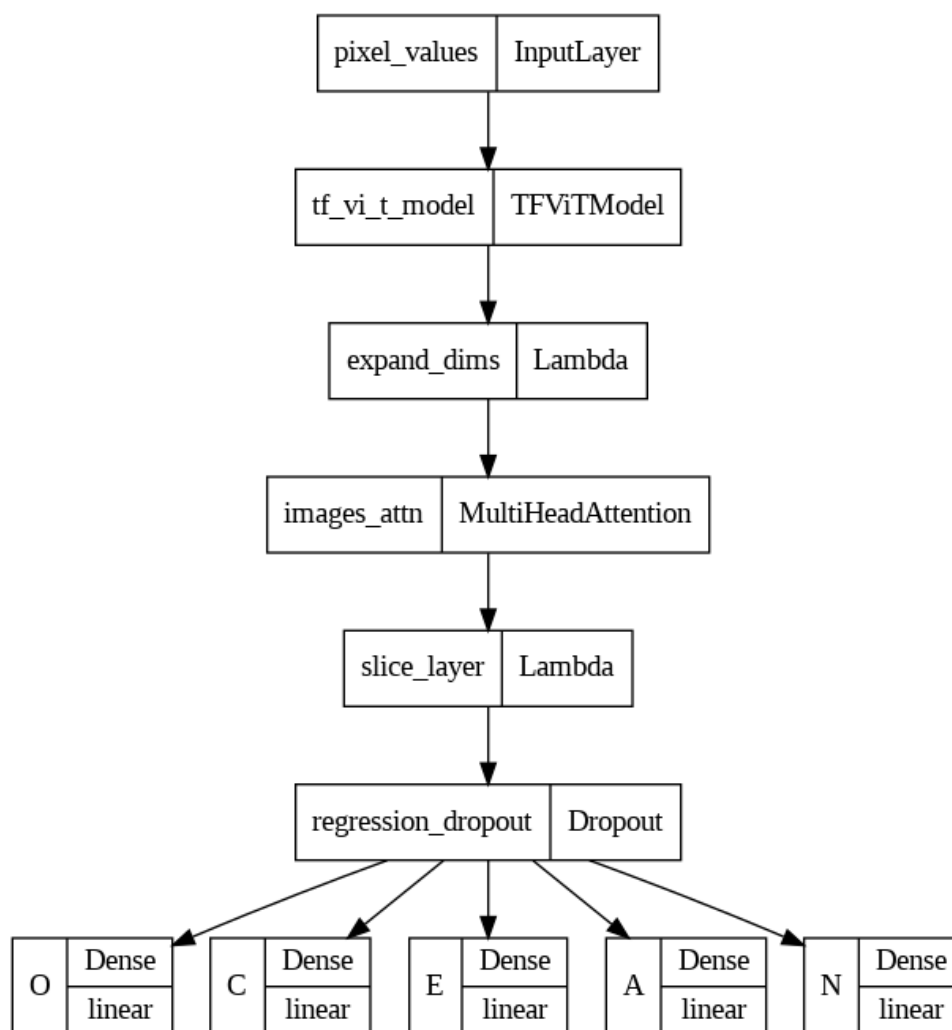 pixel_values InputLayer
tf_vi_t_model TFViTModel
expand_dims Lambda
images_attn MultiHeadAttention
slice_layer Lambda
regression_dropout Dropout
O Dense linear
C Dense linear
E Dense linear
A Dense linear
N Dense linear